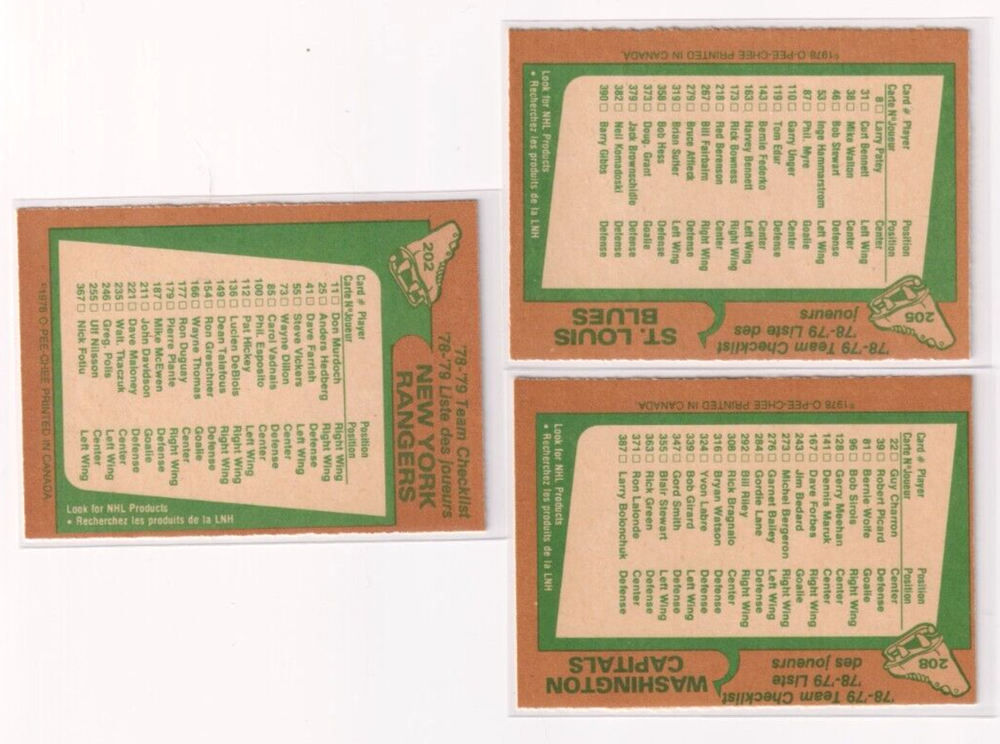 202
'78-'79 Team Checklist
'78-'79 Liste des joueurs
NEW YORK
RANGERS
Card # Player Position
Carte N° Joueur Position
11 □ Don Murdoch Right Wing
25 □ Anders Hedberg Right Wing
41 □ Dave Farrish Defense
55 □ Steve Vickers Left Wing
73 □ Wayne Dillon Center
85 □ Carol Vadnais Defense
100 □ Phil Esposito Center
112 □ Pat Hickey Left Wing
136 □ Lucien DeBlois Right Wing
149 □ Dean Talafous Right Wing
154 □ Ron Greschner Defense
166 □ Wayne Thomas Goalie
177 □ Ron Duguay Center
179 □ Pierre Plante Right Wing
187 □ Mike McEwen Defense
211 □ John Davidson Goalie
221 □ Dave Maloney Defense
235 □ Walt. Tkaczuk Center
246 □ Greg. Polis Left Wing
255 □ Ulf Nilsson Center
367 □ Nick Fotiu Left Wing
Look for NHL Products
• Recherchez les produits de la LNH
©1978 O-PEE-CHEE PRINTED IN CANADA
205
'78-'79 Team Checklist
'78-'79 Liste des
joueurs
ST. LOUIS
BLUES
Card # Player Position
Carte N° Joueur Position
8 □ Larry Patey Center
31 □ Curt Bennett Left Wing
36 □ Mike Walton Center
46 □ Bob Stewart Defense
53 □ Inge Hammarstrom Left Wing
87 □ Phil Myre Goalie
110 □ Garry Unger Center
119 □ Tom Edur Defense
143 □ Bernie Federko Center
163 □ Harvey Bennett Left Wing
173 □ Rick Bowness Right Wing
218 □ Red Berenson Center
267 □ Bill Fairbairn Right Wing
279 □ Bruce Affleck Defense
319 □ Brian Sutter Left Wing
358 □ Bob Hess Defense
373 □ Doug. Grant Goalie
379 □ Jack Brownschidle Defense
382 □ Neil Komadoski Defense
390 □ Barry Gibbs Defense
Look for NHL Products
• Recherchez les produits de la LNH
©1978 O-PEE-CHEE PRINTED IN CANADA
208
'78-'79 Team Checklist
'78-'79 Liste
des joueurs
WASHINGTON
CAPITALS
Card # Player Position
Carte N° Joueur Position
22 □ Guy Charron Center
39 □ Robert Picard Defense
81 □ Bernie Wolfe Goalie
96 □ Bob Sirois Right Wing
128 □ Gerry Meehan Center
141 □ Dennis Maruk Center
167 □ Dave Forbes Left Wing
243 □ Jim Bedard Goalie
273 □ Michel Bergeron Right Wing
276 □ Garnet Bailey Left Wing
284 □ Gordie Lane Defense
292 □ Bill Riley Right Wing
308 □ Rick Bragnalo Center
316 □ Bryan Watson Defense
324 □ Yvon Labre Defense
339 □ Bob Girard Left Wing
347 □ Gord Smith Defense
355 □ Blair Stewart Left Wing
363 □ Rick Green Defense
371 □ Ron Lalonde Center
387 □ Larry Bolonchuk Defense
Look for NHL Products
• Recherchez les produits de la LNH
©1978 O-PEE-CHEE PRINTED IN CANADA